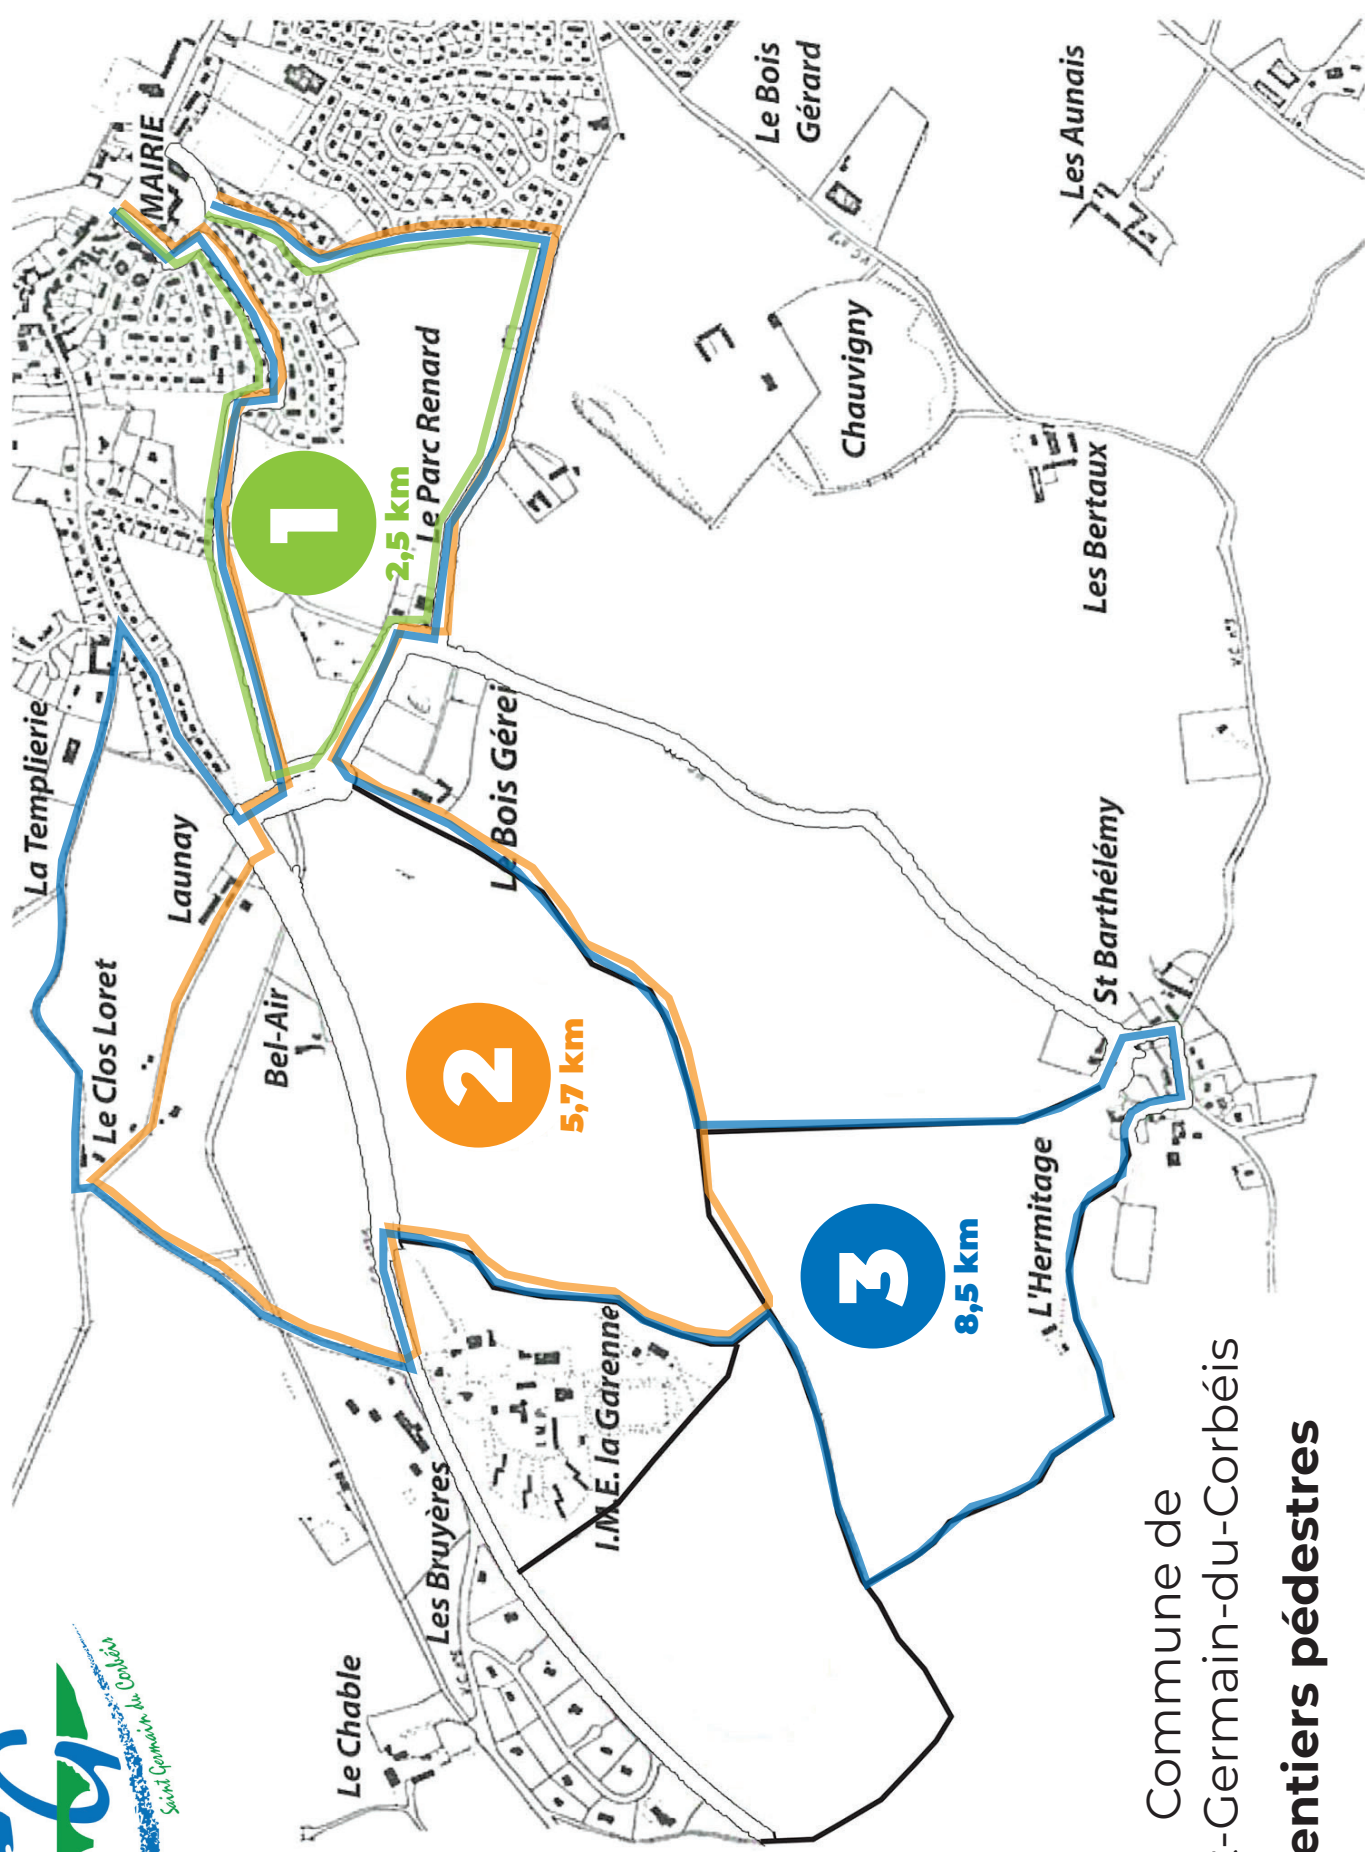 Commune de
-Germain-du-Corbéis
entiers pédestres
Saint Germain du Corbéis
Le Chable
Les Bruyères
I.M.E. la Garenne
L'Hermitage
St Barthélémy
Le Clos Loret
Bel-Air
Launay
La Templierie
Le Bois Gérei
Le Parc Renard
Les Bertaux
Chauvigny
Le Bois
Gérard
Les Aunais
MAIRIE
1
2,5 km
2
5,7 km
3
8,5 km